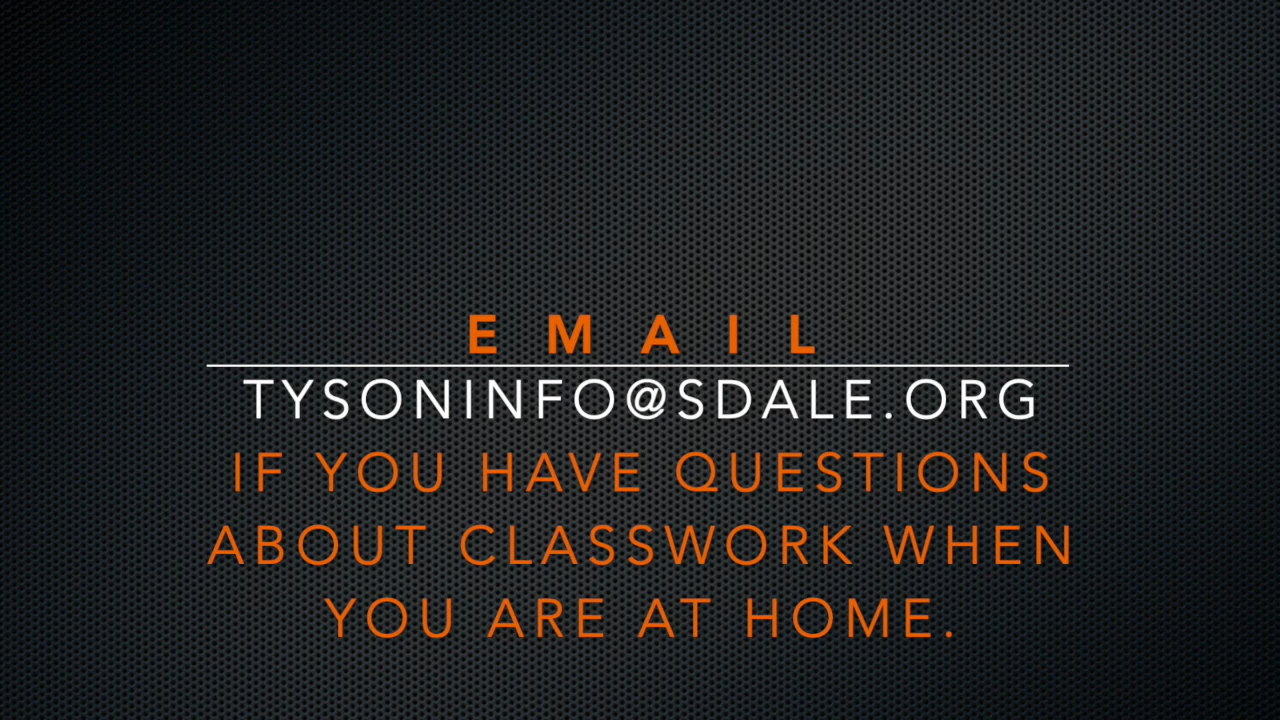 EMAIL
TYSONINFO@SDALE.ORG
IF YOU HAVE QUESTIONS
ABOUT CLASSWORK WHEN
YOU ARE AT HOME.